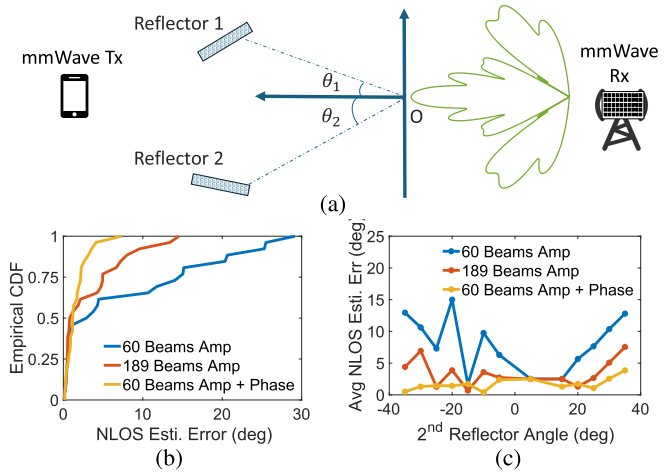 Reflector 1
mmWave Tx
mmWave
Rx
θ1
θ2
O
Reflector 2
(a)
Empirical CDF
1
0.75
0.5
0.25
0
60 Beams Amp
189 Beams Amp
60 Beams Amp + Phase
0
10
20
30
NLOS Esti. Error (deg)
(b)
Avg NLOS Esti. Err (deg)
25
20
15
10
5
0
60 Beams Amp
189 Beams Amp
60 Beams Amp + Phase
-40
-20
0
20
40
2nd Reflector Angle (deg)
(c)